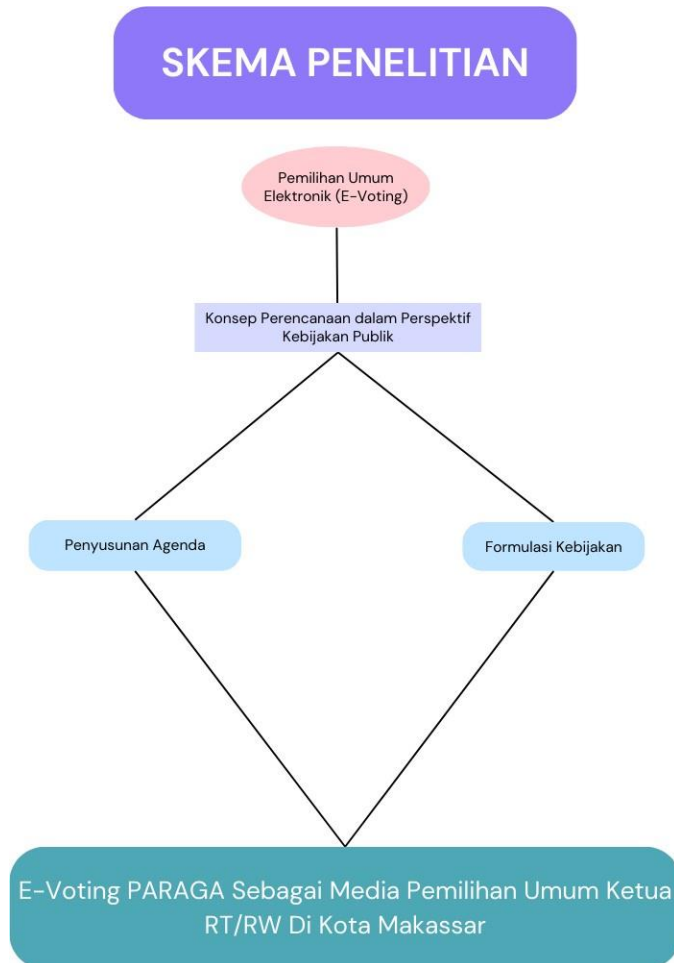 SKEMA PENELITIAN
Pemilihan Umum
Elektronik (E-Voting)
Konsep Perencanaan dalam Perspektif
Kebijakan Publik
Penyusunan Agenda
Formulasi Kebijakan
E-Voting PARAGA Sebagai Media Pemilihan Umum Ketua
RT/RW Di Kota Makassar